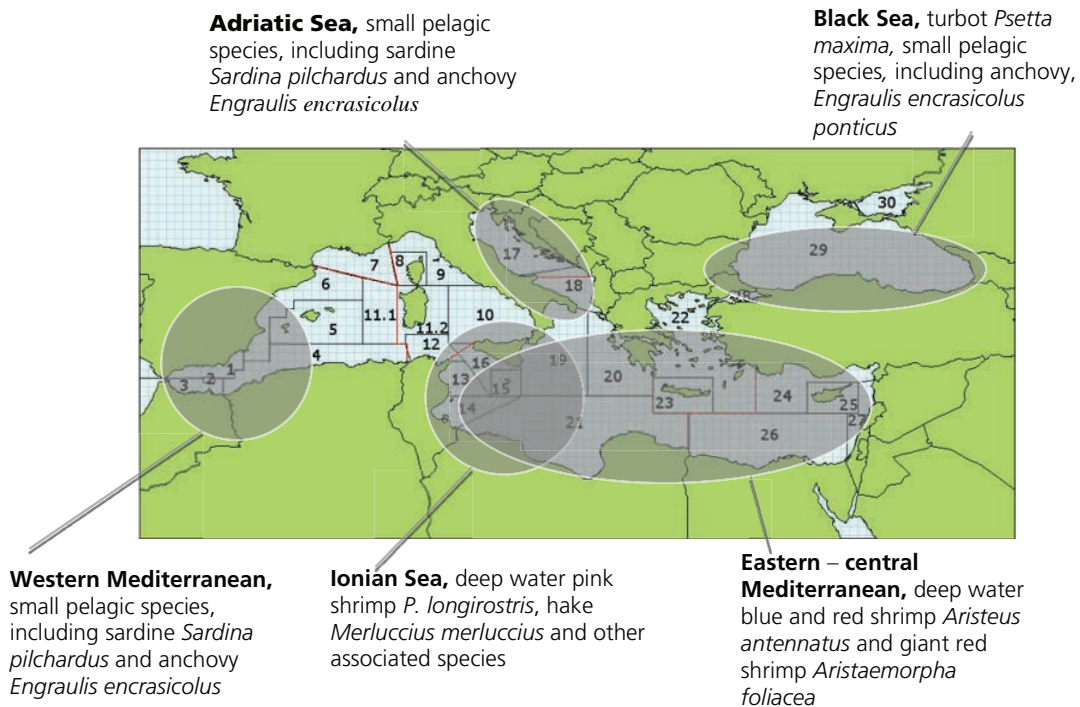 Adriatic Sea, small pelagic
species, including sardine
Sardina pilchardus and anchovy
Engraulis encrasicolus
Black Sea, turbot Psetta
maxima, small pelagic
species, including anchovy,
Engraulis encrasicolus
ponticus
30
29
17
18
7
8
9
6
22
5
11.1
11.2
10
12
4
16
19
1
3
2
13
15
20
14
23
24
25
27
21
26
Western Mediterranean,
small pelagic species,
including sardine Sardina
pilchardus and anchovy
Engraulis encrasicolus
Ionian Sea, deep water pink
shrimp P. longirostris, hake
Merluccius merluccius and other
associated species
Eastern – central
Mediterranean, deep water
blue and red shrimp Aristeus
antennatus and giant red
shrimp Aristaemorpha
foliacea